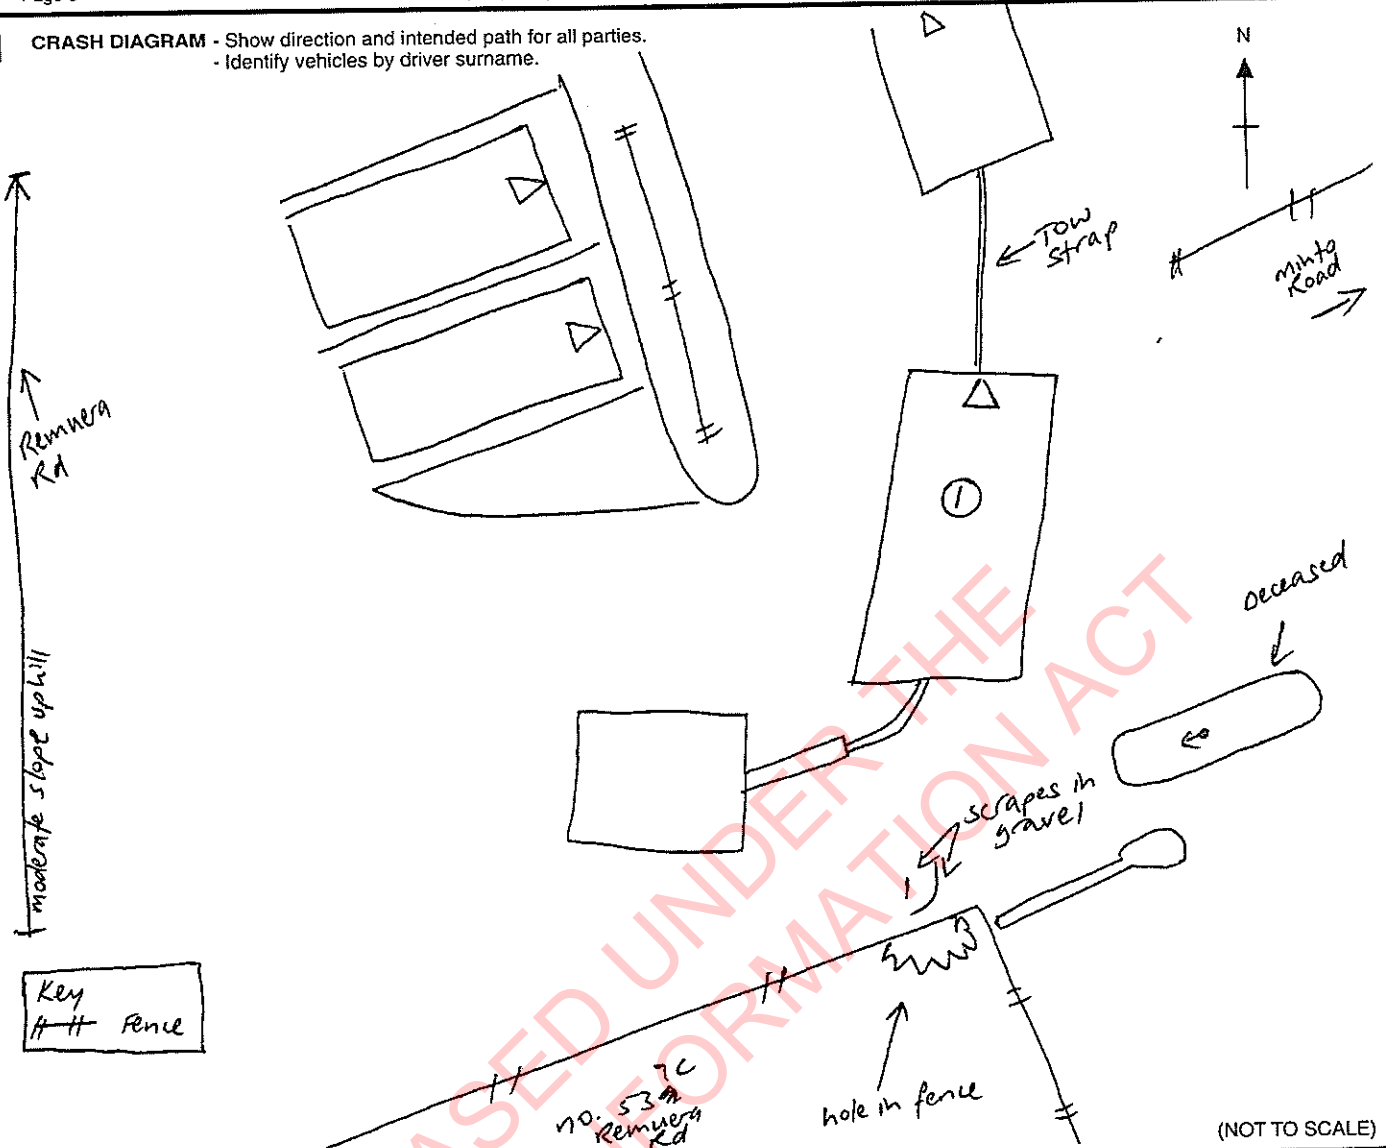 CRASH DIAGRAM - Show direction and intended path for all parties.
- Identify vehicles by driver surname.
N
Tow
strap
Minto
Road
Remuera
Rd
1
Deceased
moderate slope uphill
scrapes in
gravel
Key
Fence
no. 53
Remuera
Rd
hole in fence
(NOT TO SCALE)
ASED UNDER THE
FORMATION ACT